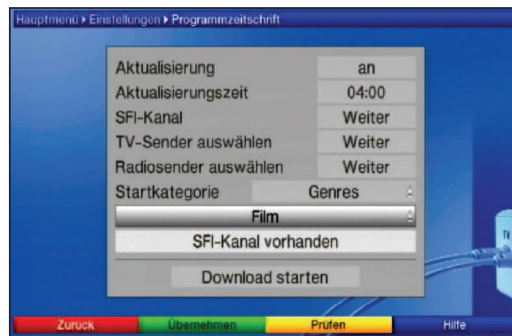 Hauptmenü ▸ Einstellungen ▸ Programmzeitschrift
Aktualisierung an
Aktualisierungszeit 04:00
SFI-Kanal Weiter
TV-Sender auswählen Weiter
Radiosender auswählen Weiter
Startkategorie Genres
Film
SFI-Kanal vorhanden
Download starten
TV
Zurück Übernehmen Prüfen Hilfe